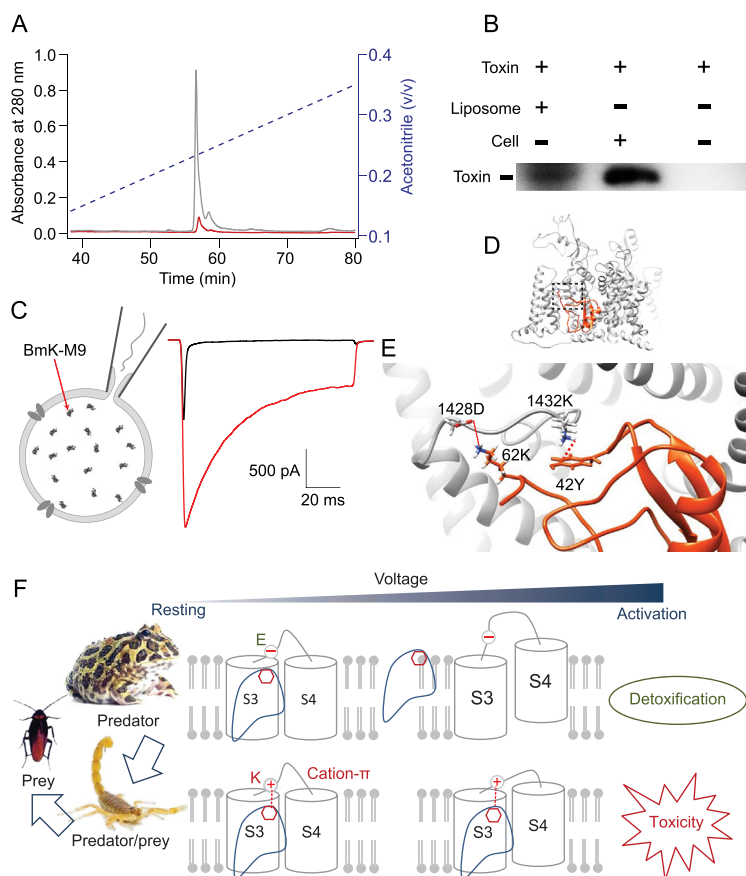 A
Absorbance at 280 nm
1.0
0.8
0.6
0.4
0.2
0.0
0.4
0.3
0.2
0.1
Acetonitrile (v/v)
40 50 60 70 80
Time (min)
B
Toxin + + +
Liposome + - -
Cell - + -
Toxin -
C
BmK-M9
500 pA
20 ms
D
E
1428D
1432K
62K
42Y
F
Voltage
Resting
Activation
Predator
Prey
Predator/prey
E
-
S3
S4
-
S3
S4
Detoxification
K
+
Cation-π
S3
S4
+
S3
S4
Toxicity